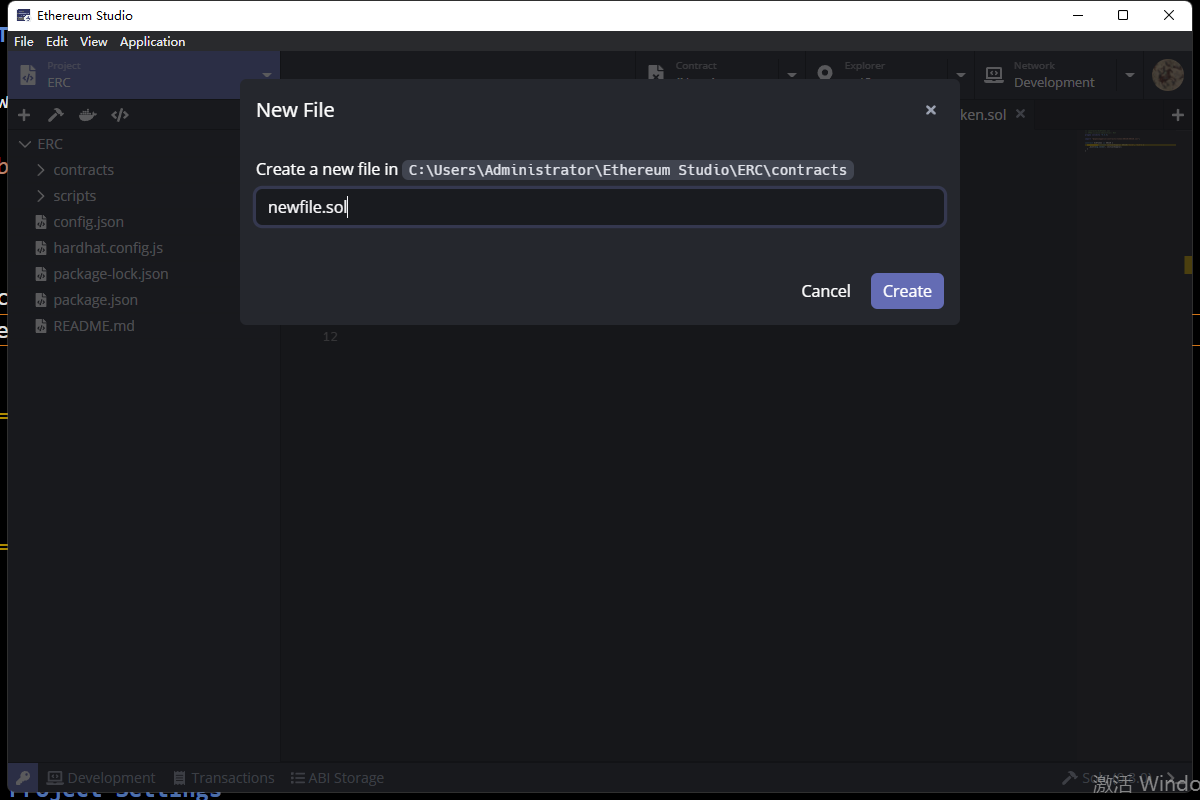 Ethereum Studio
File Edit View Application
Project
ERC
Contract
Explorer
Network
Development
ken.sol
New File
Create a new file in C:\Users\Administrator\Ethereum Studio\ERC\contracts
newfile.sol
Cancel Create
ERC
contracts
scripts
config.json
hardhat.config.js
package-lock.json
package.json
README.md
12
Development Transactions ABI Storage
激活 Windo
Project Settings